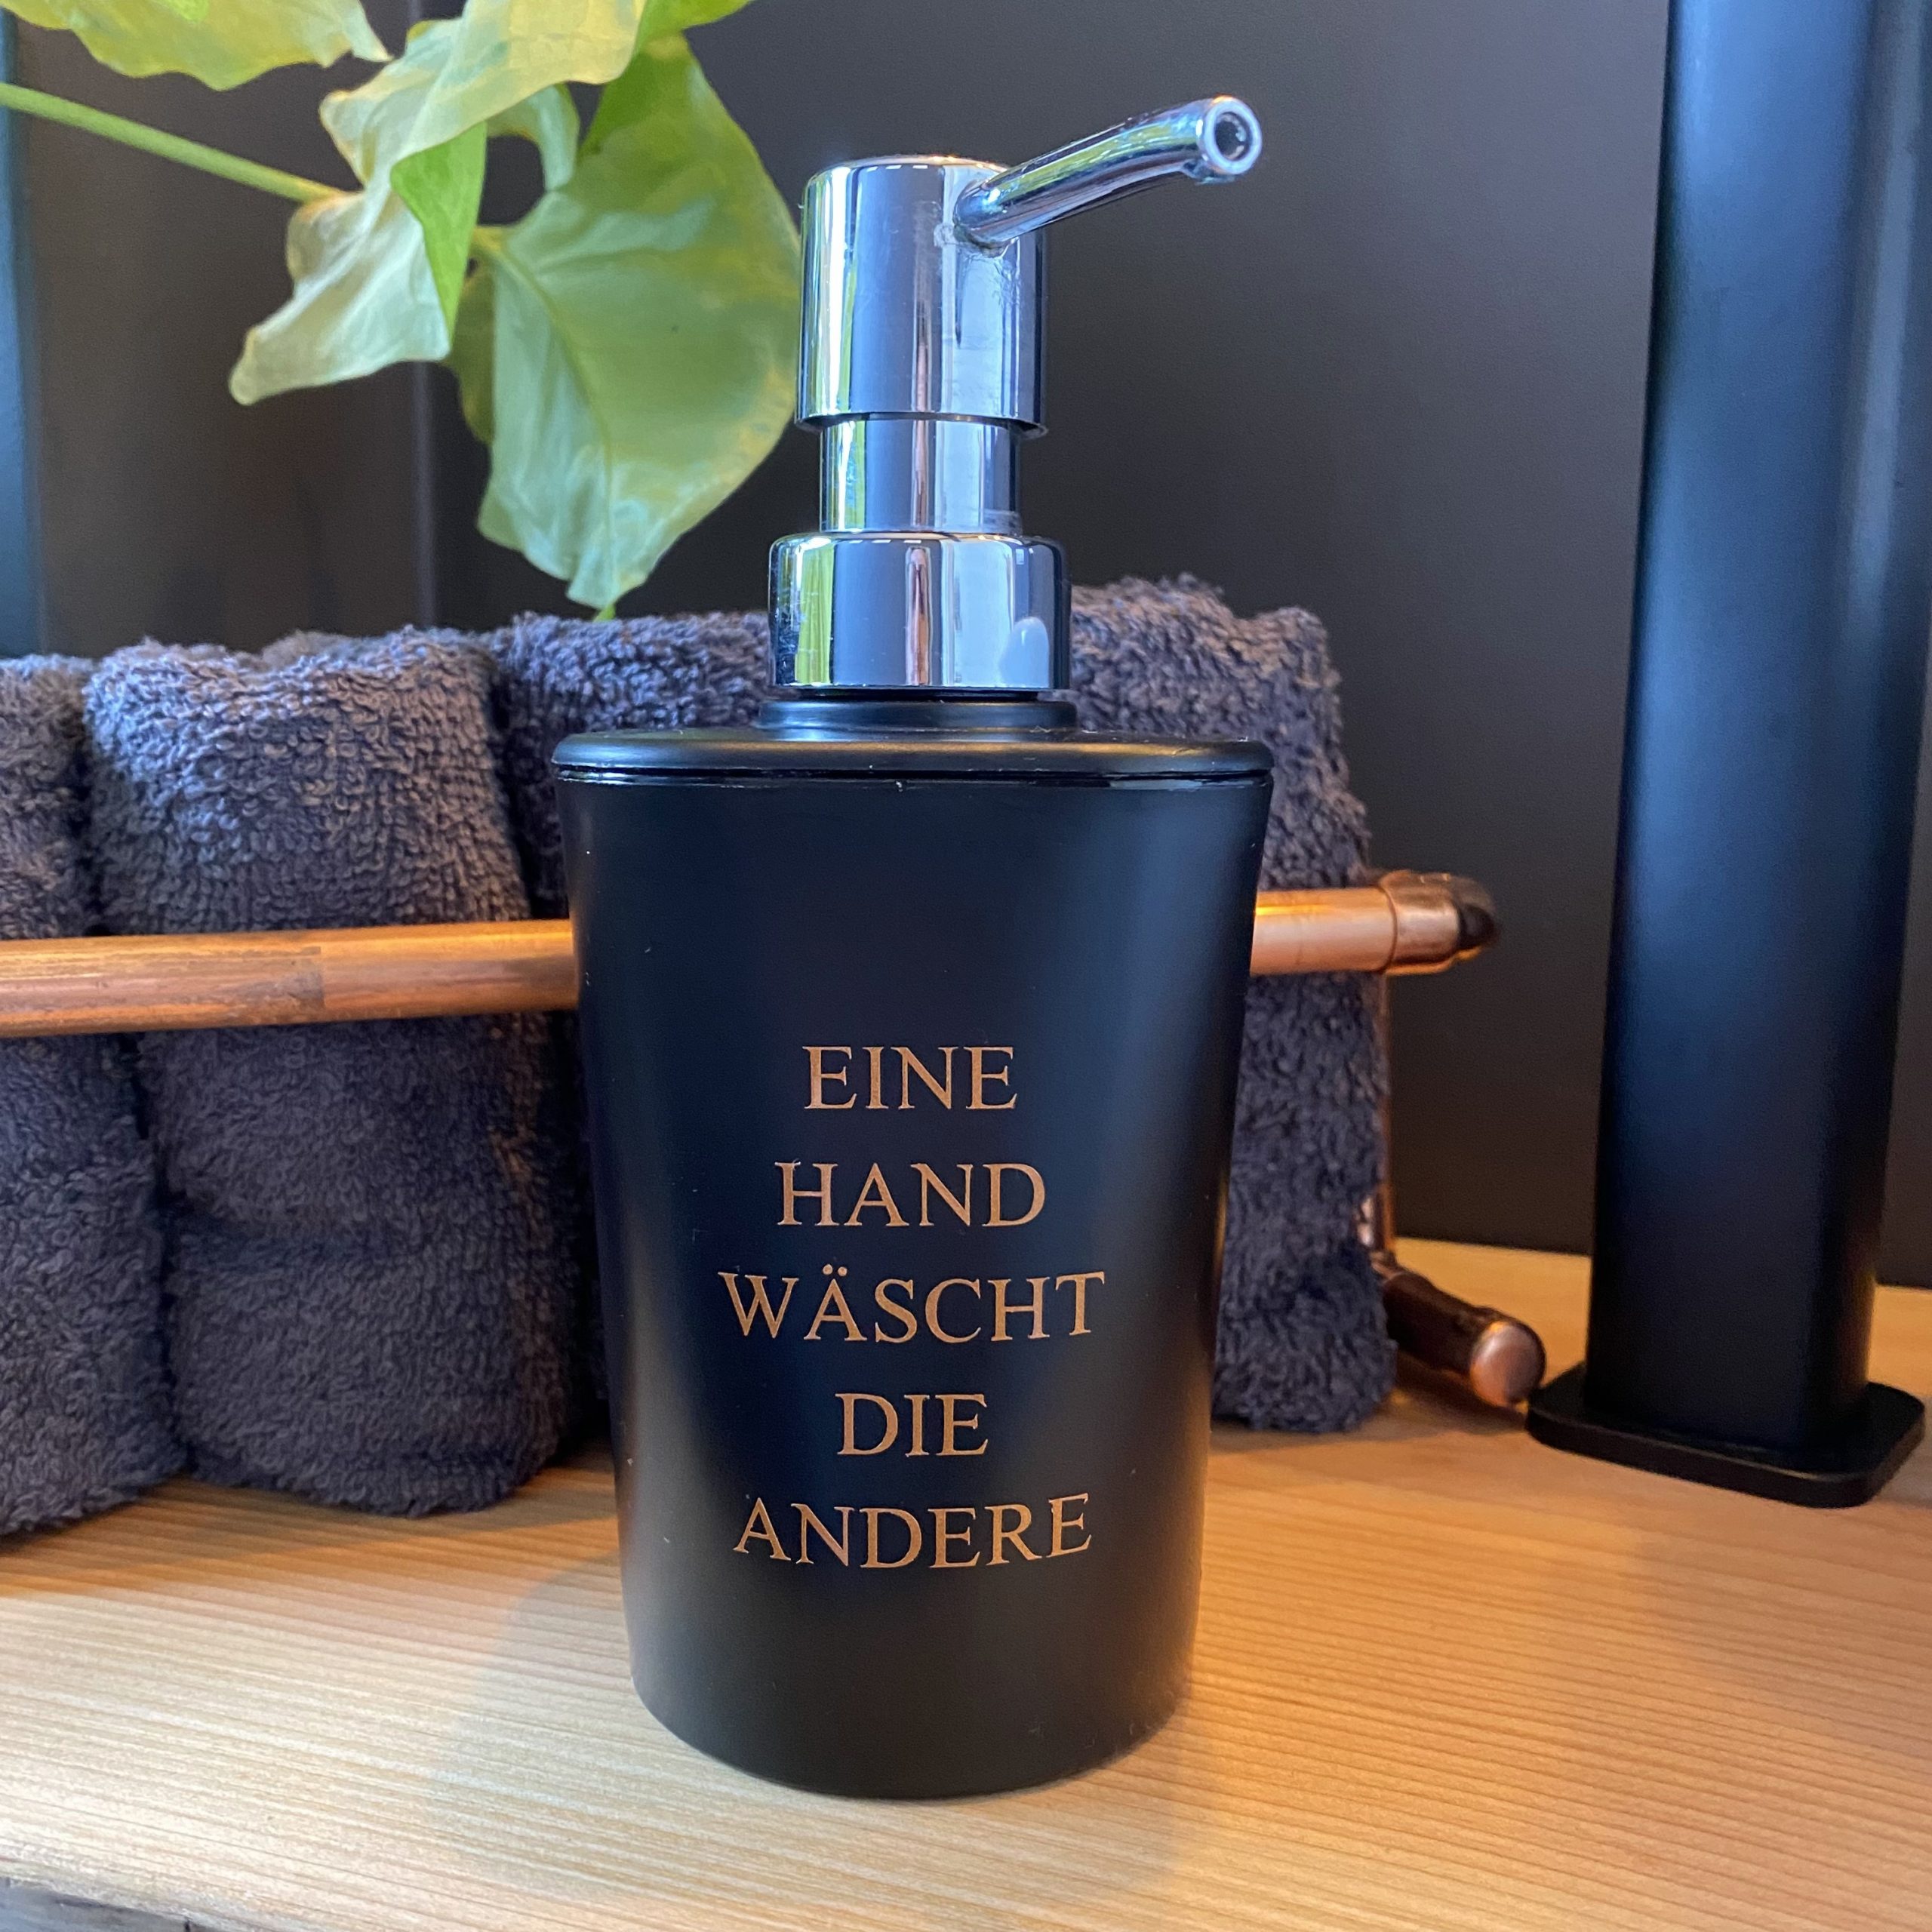 EINE
HAND
WÄSCHT
DIE
ANDERE